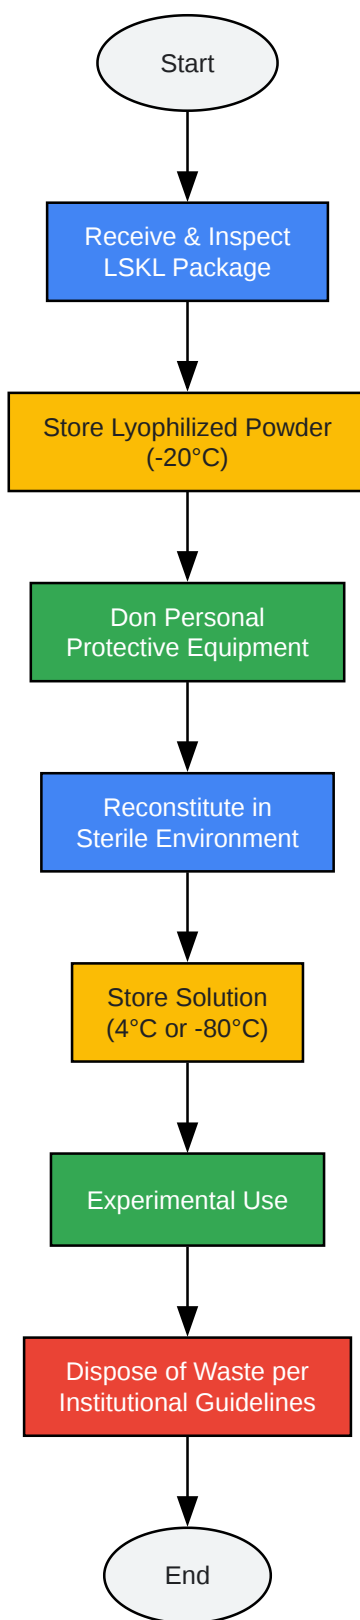 Start
Receive & Inspect
LSKL Package
Store Lyophilized Powder
(-20°C)
Don Personal
Protective Equipment
Reconstitute in
Sterile Environment
Store Solution
(4°C or -80°C)
Experimental Use
Dispose of Waste per
Institutional Guidelines
End